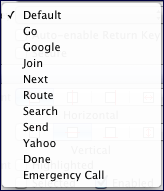 ✓ Default
Go
Google
Join
Next
Route
Search
Send
Yahoo
Done
Emergency Call